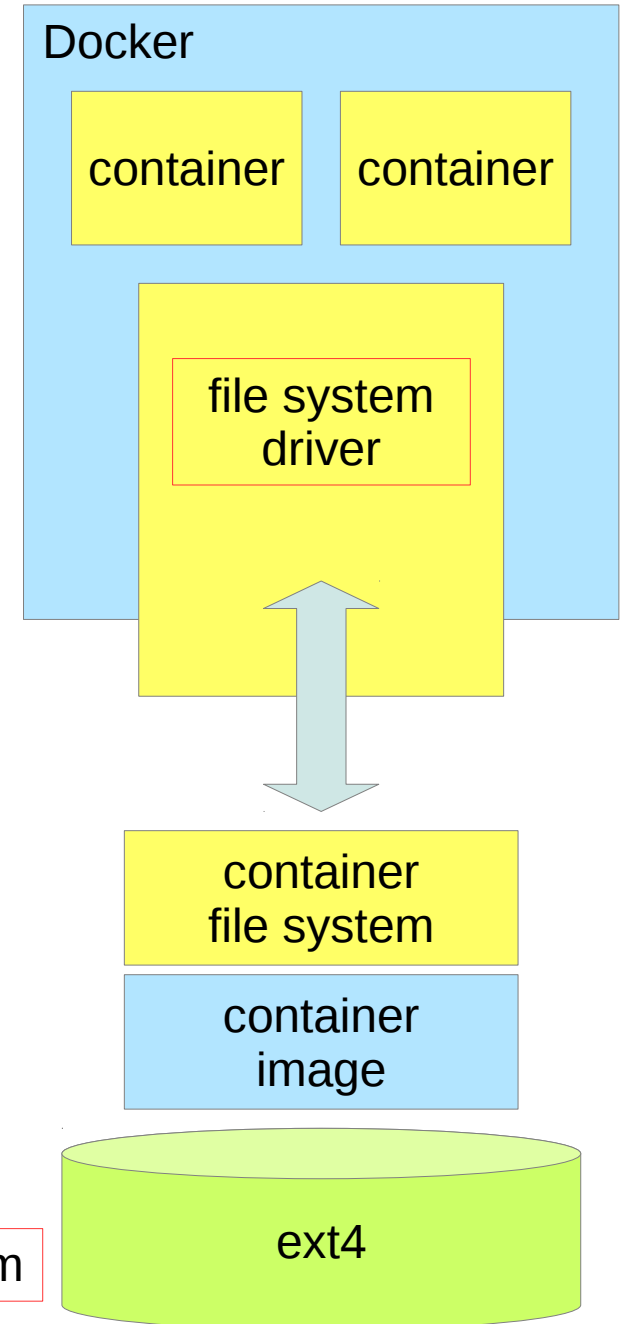 Docker
container
container
file system
driver
container
file system
container
image
ext4